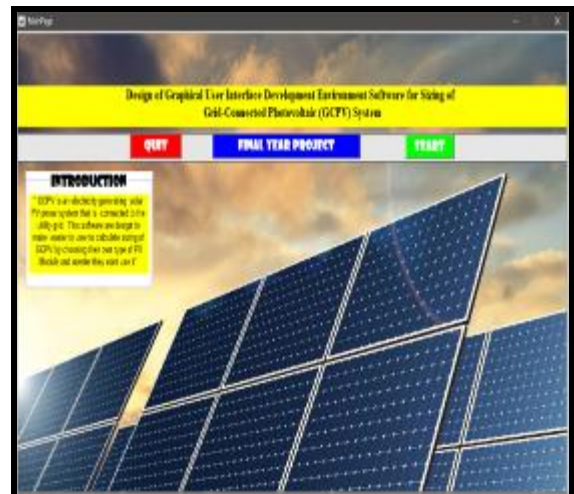 MainPage
Design of Graphical User Interface Development Environment Software for Sizing of
Grid-Connected Photovoltaic (GCPV) System
QUIT
FINAL YEAR PROJECT
START
INTRODUCTION
" GCPV is an electricity generating solar
PV power system that is connected to the
utility grid. This software are design to
make easier to user to calculate sizing of
GCPV by choosing their own type of PV
Module and inverter they want use it"